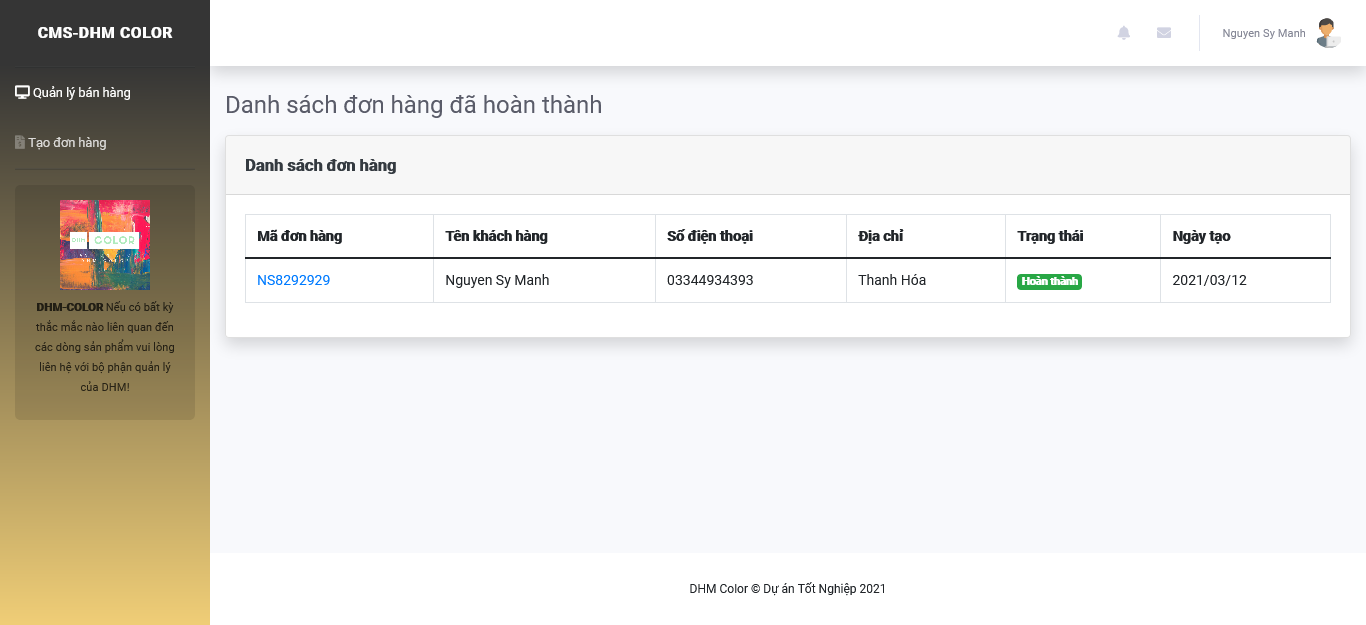 CMS-DHM COLOR
Nguyen Sy Manh
Quản lý bán hàng
Tạo đơn hàng
DHM COLOR
DHM-COLOR Nếu có bất kỳ
thắc mắc nào liên quan đến
các dòng sản phẩm vui lòng
liên hệ với bộ phận quản lý
của DHM!
Danh sách đơn hàng đã hoàn thành
Danh sách đơn hàng
Mã đơn hàng Tên khách hàng Số điện thoại Địa chỉ Trạng thái Ngày tạo
NS8292929 Nguyen Sy Manh 03344934393 Thanh Hóa Hoàn thành 2021/03/12
DHM Color © Dự án Tốt Nghiệp 2021